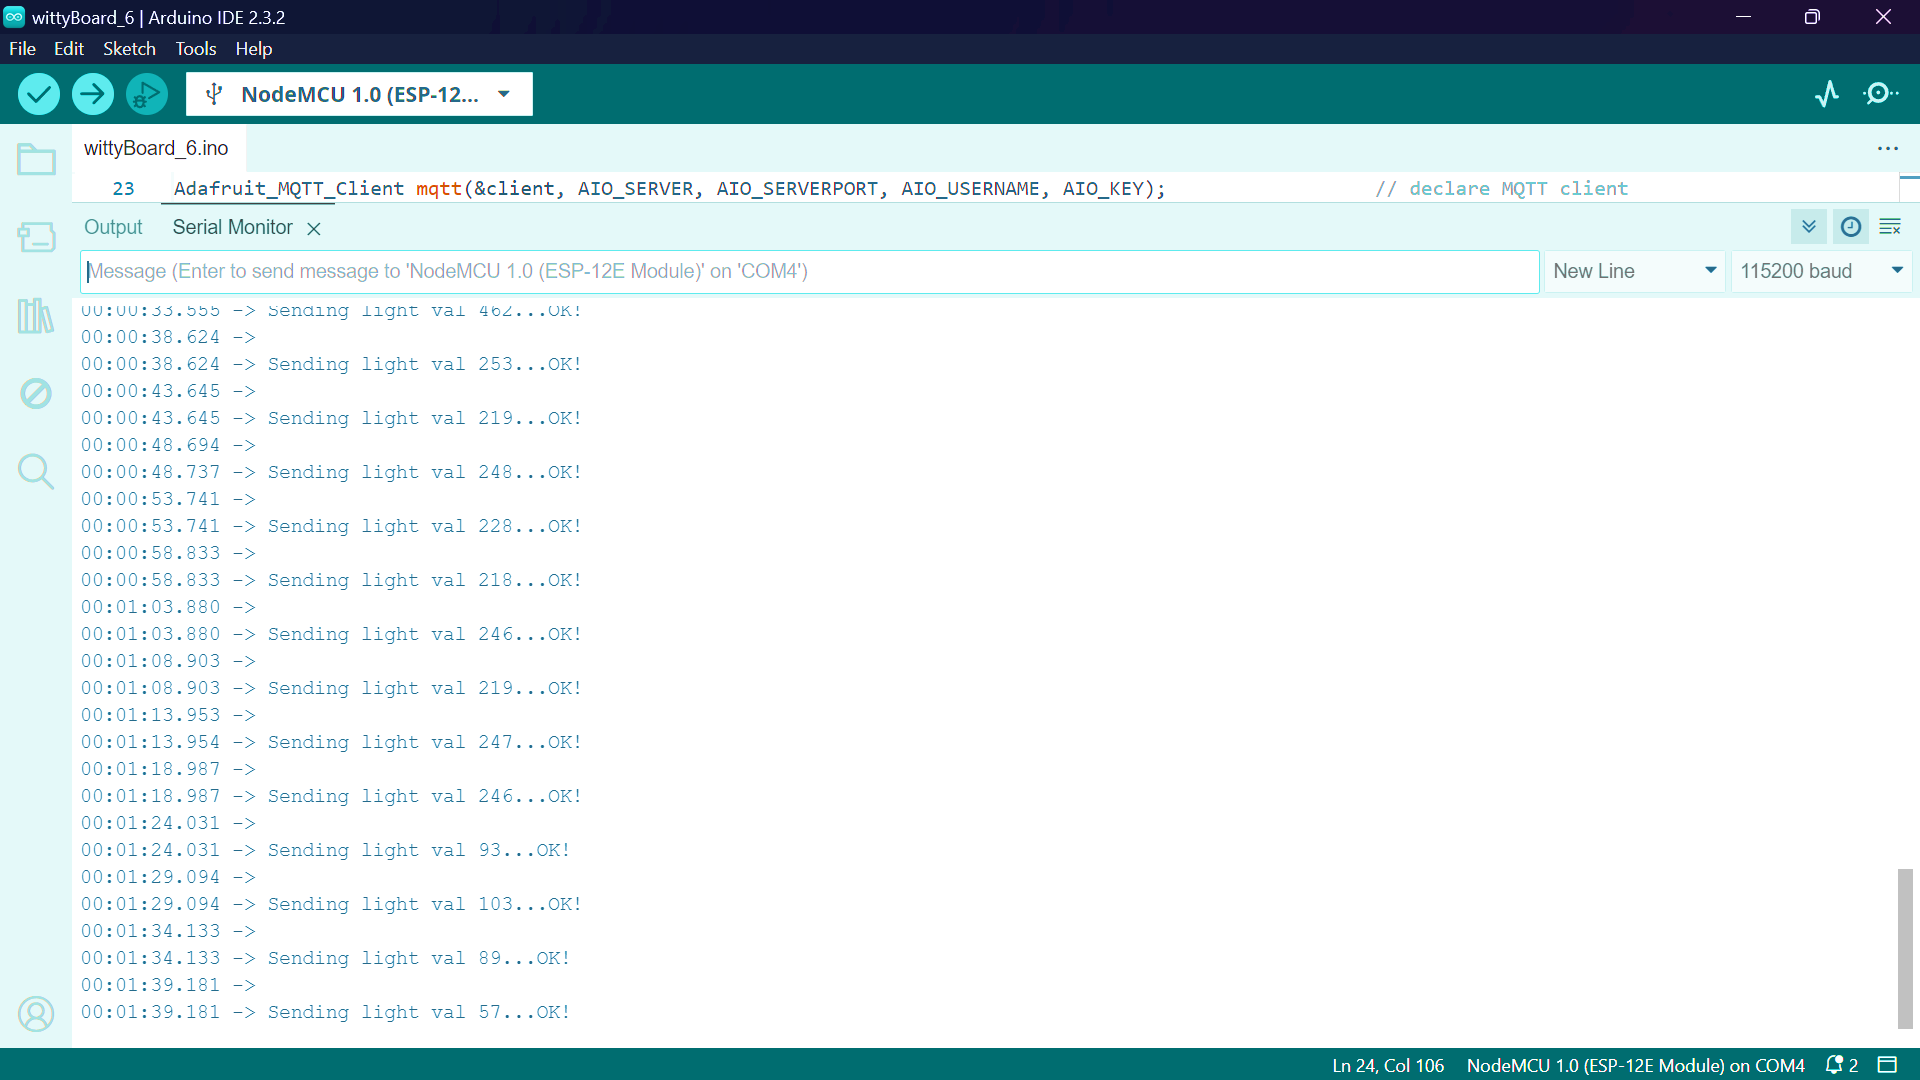 wittyBoard_6 | Arduino IDE 2.3.2
File Edit Sketch Tools Help
NodeMCU 1.0 (ESP-12...
wittyBoard_6.ino
23 Adafruit_MQTT_Client mqtt(&client, AIO_SERVER, AIO_SERVERPORT, AIO_USERNAME, AIO_KEY); // declare MQTT client
Output Serial Monitor
Message (Enter to send message to 'NodeMCU 1.0 (ESP-12E Module)' on 'COM4') New Line 115200 baud
00:00:33.555 -> Sending light val 462...OK!
00:00:38.624 ->
00:00:38.624 -> Sending light val 253...OK!
00:00:43.645 ->
00:00:43.645 -> Sending light val 219...OK!
00:00:48.694 ->
00:00:48.737 -> Sending light val 248...OK!
00:00:53.741 ->
00:00:53.741 -> Sending light val 228...OK!
00:00:58.833 ->
00:00:58.833 -> Sending light val 218...OK!
00:01:03.880 ->
00:01:03.880 -> Sending light val 246...OK!
00:01:08.903 ->
00:01:08.903 -> Sending light val 219...OK!
00:01:13.953 ->
00:01:13.954 -> Sending light val 247...OK!
00:01:18.987 ->
00:01:18.987 -> Sending light val 246...OK!
00:01:24.031 ->
00:01:24.031 -> Sending light val 93...OK!
00:01:29.094 ->
00:01:29.094 -> Sending light val 103...OK!
00:01:34.133 ->
00:01:34.133 -> Sending light val 89...OK!
00:01:39.181 ->
00:01:39.181 -> Sending light val 57...OK!
Ln 24, Col 106 NodeMCU 1.0 (ESP-12E Module) on COM4 2